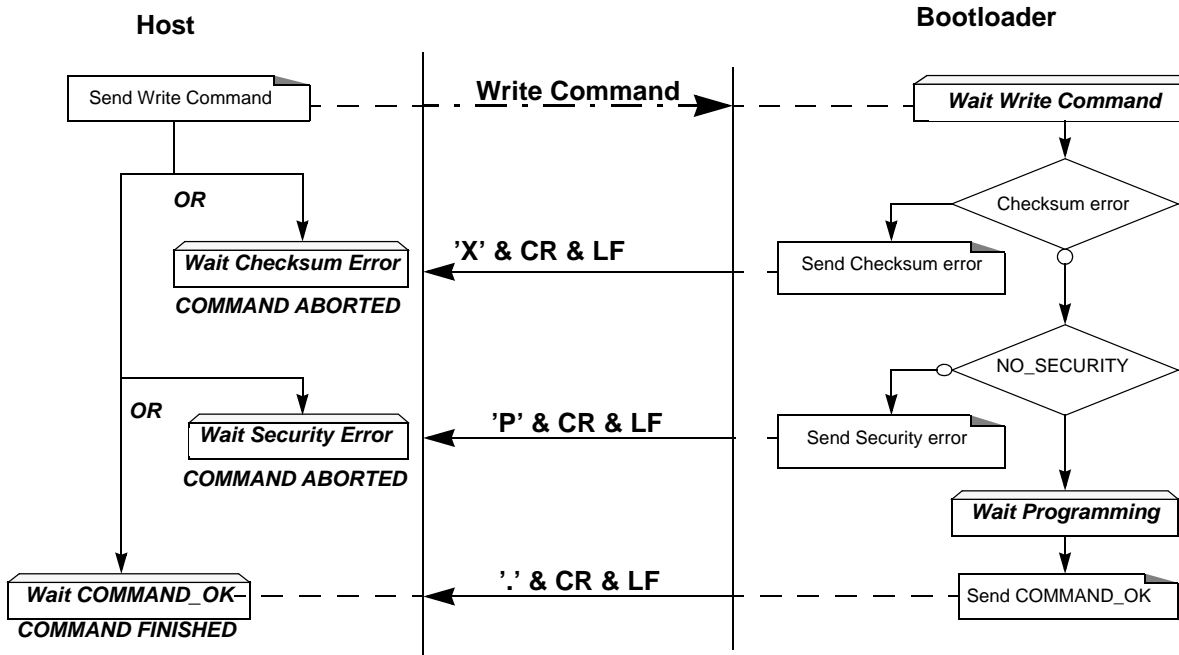 Host
Bootloader
Send Write Command
Write Command
Wait Write Command
OR
Checksum error
Wait Checksum Error
'X' & CR & LF
Send Checksum error
COMMAND ABORTED
NO_SECURITY
OR
Wait Security Error
'P' & CR & LF
Send Security error
COMMAND ABORTED
Wait Programming
Wait COMMAND_OK
'.' & CR & LF
Send COMMAND_OK
COMMAND FINISHED